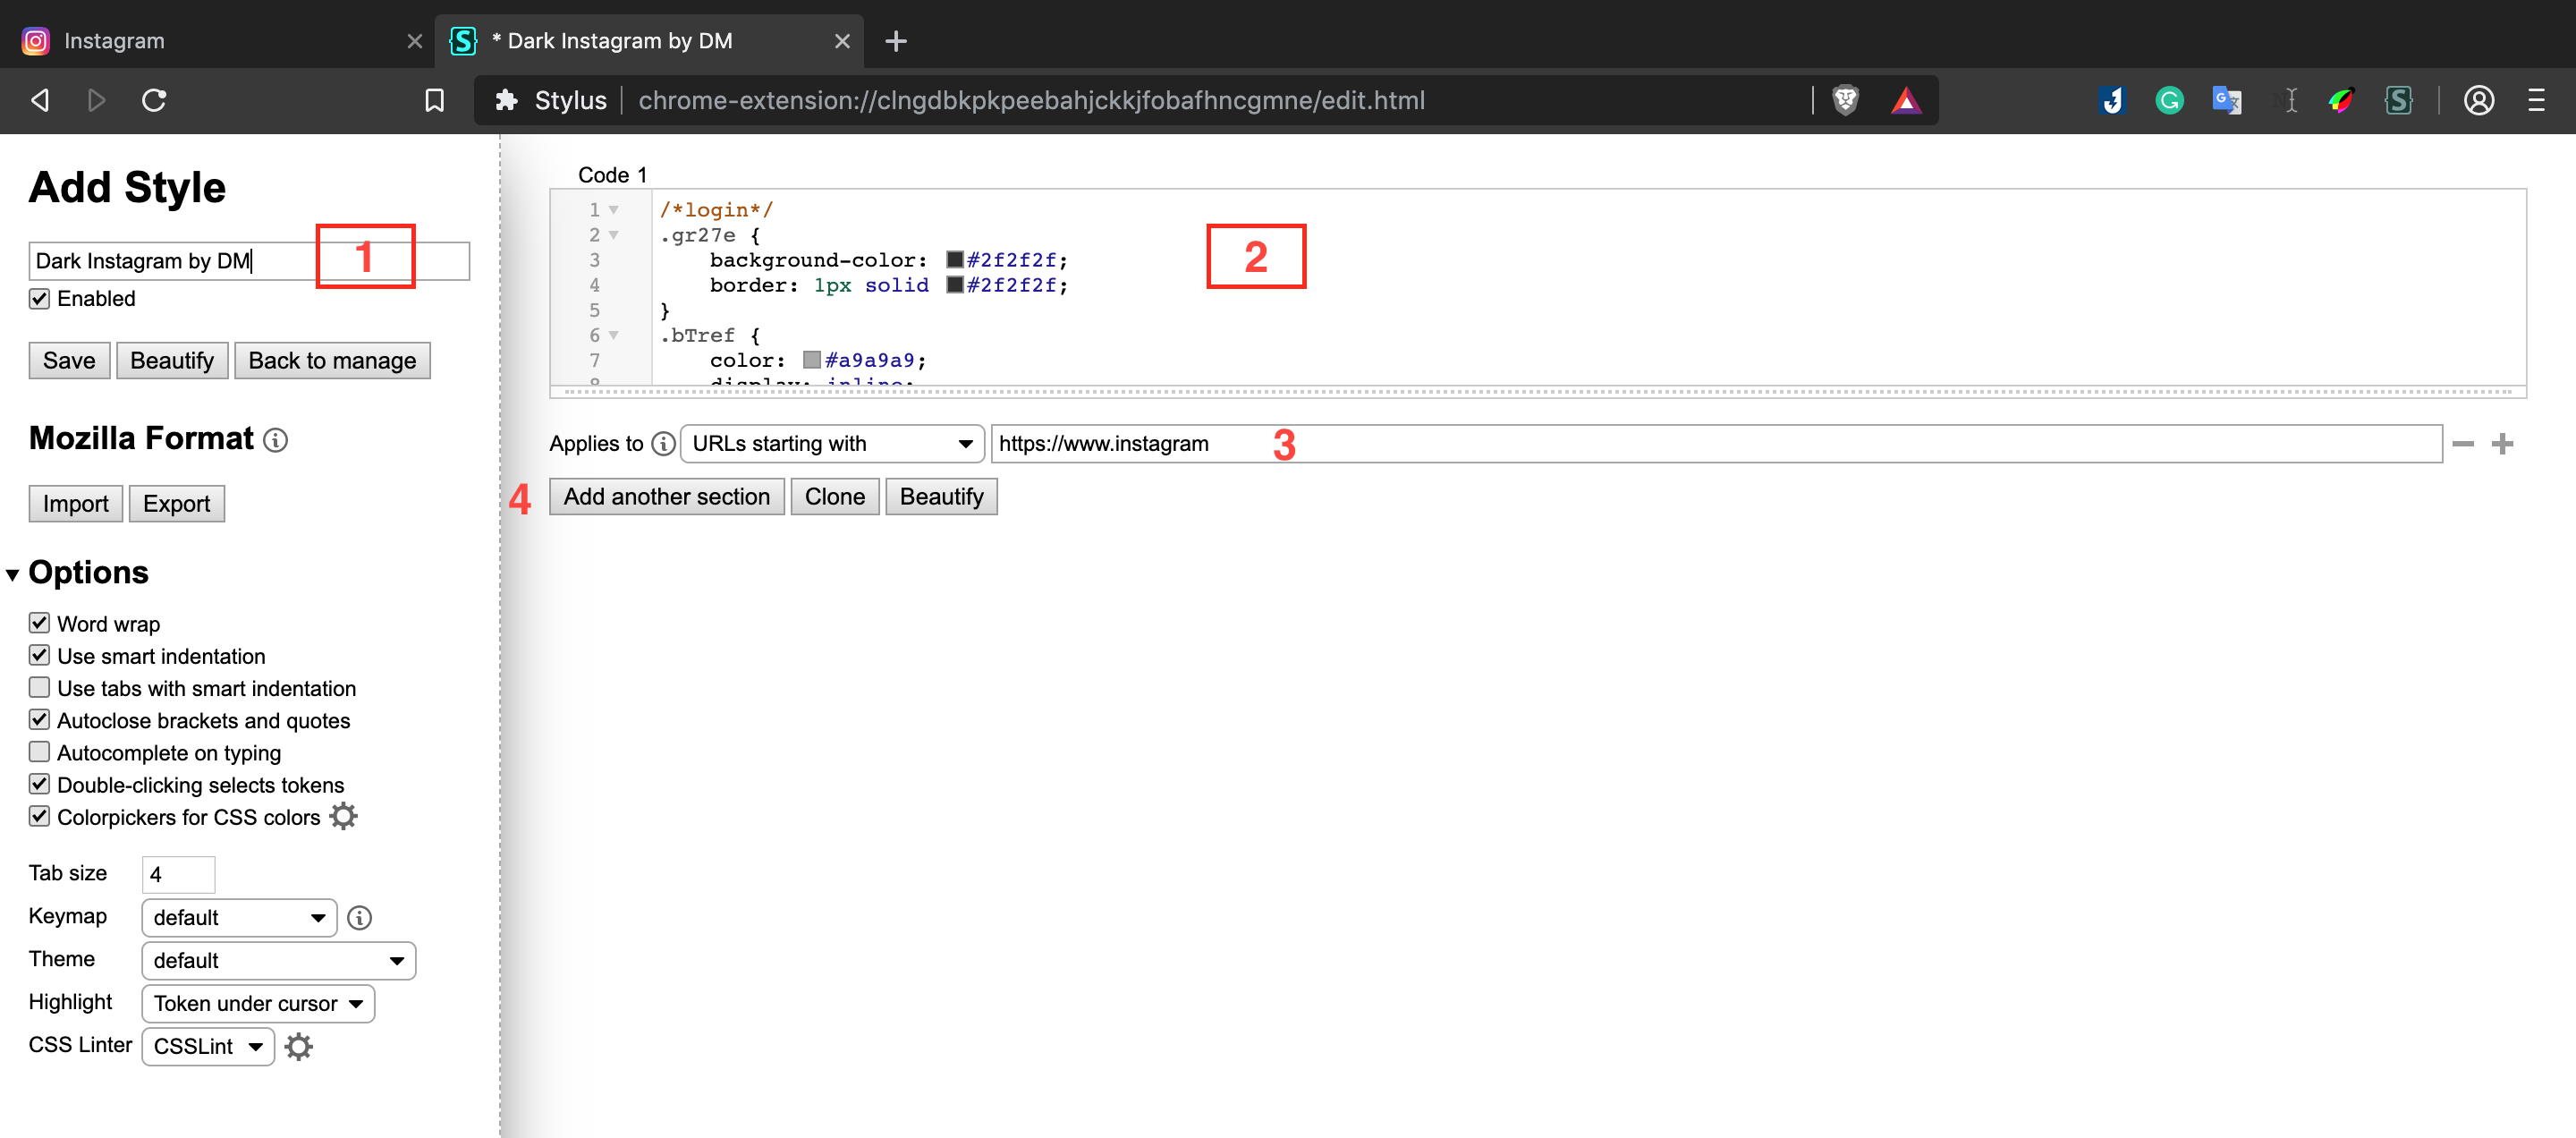 Instagram
* Dark Instagram by DM
Stylus
chrome-extension://clngdbkpkpeebahjckkjfobafhncgmne/edit.html
Add Style
Dark Instagram by DM
1
Enabled
Save
Beautify
Back to manage
Mozilla Format
Import
Export
Options
Word wrap
Use smart indentation
Use tabs with smart indentation
Autoclose brackets and quotes
Autocomplete on typing
Double-clicking selects tokens
Colorpickers for CSS colors
Tab size 4
Keymap default
Theme default
Highlight Token under cursor
CSS Linter CSSLint
Code 1
1 /*login*/
2 .gr27e {
3 background-color: #2f2f2f;
4 border: 1px solid #2f2f2f;
5 }
6 .bTref {
7 color: #a9a9a9;
8 display: inline;
2
Applies to URLs starting with https://www.instagram 3
4 Add another section Clone Beautify